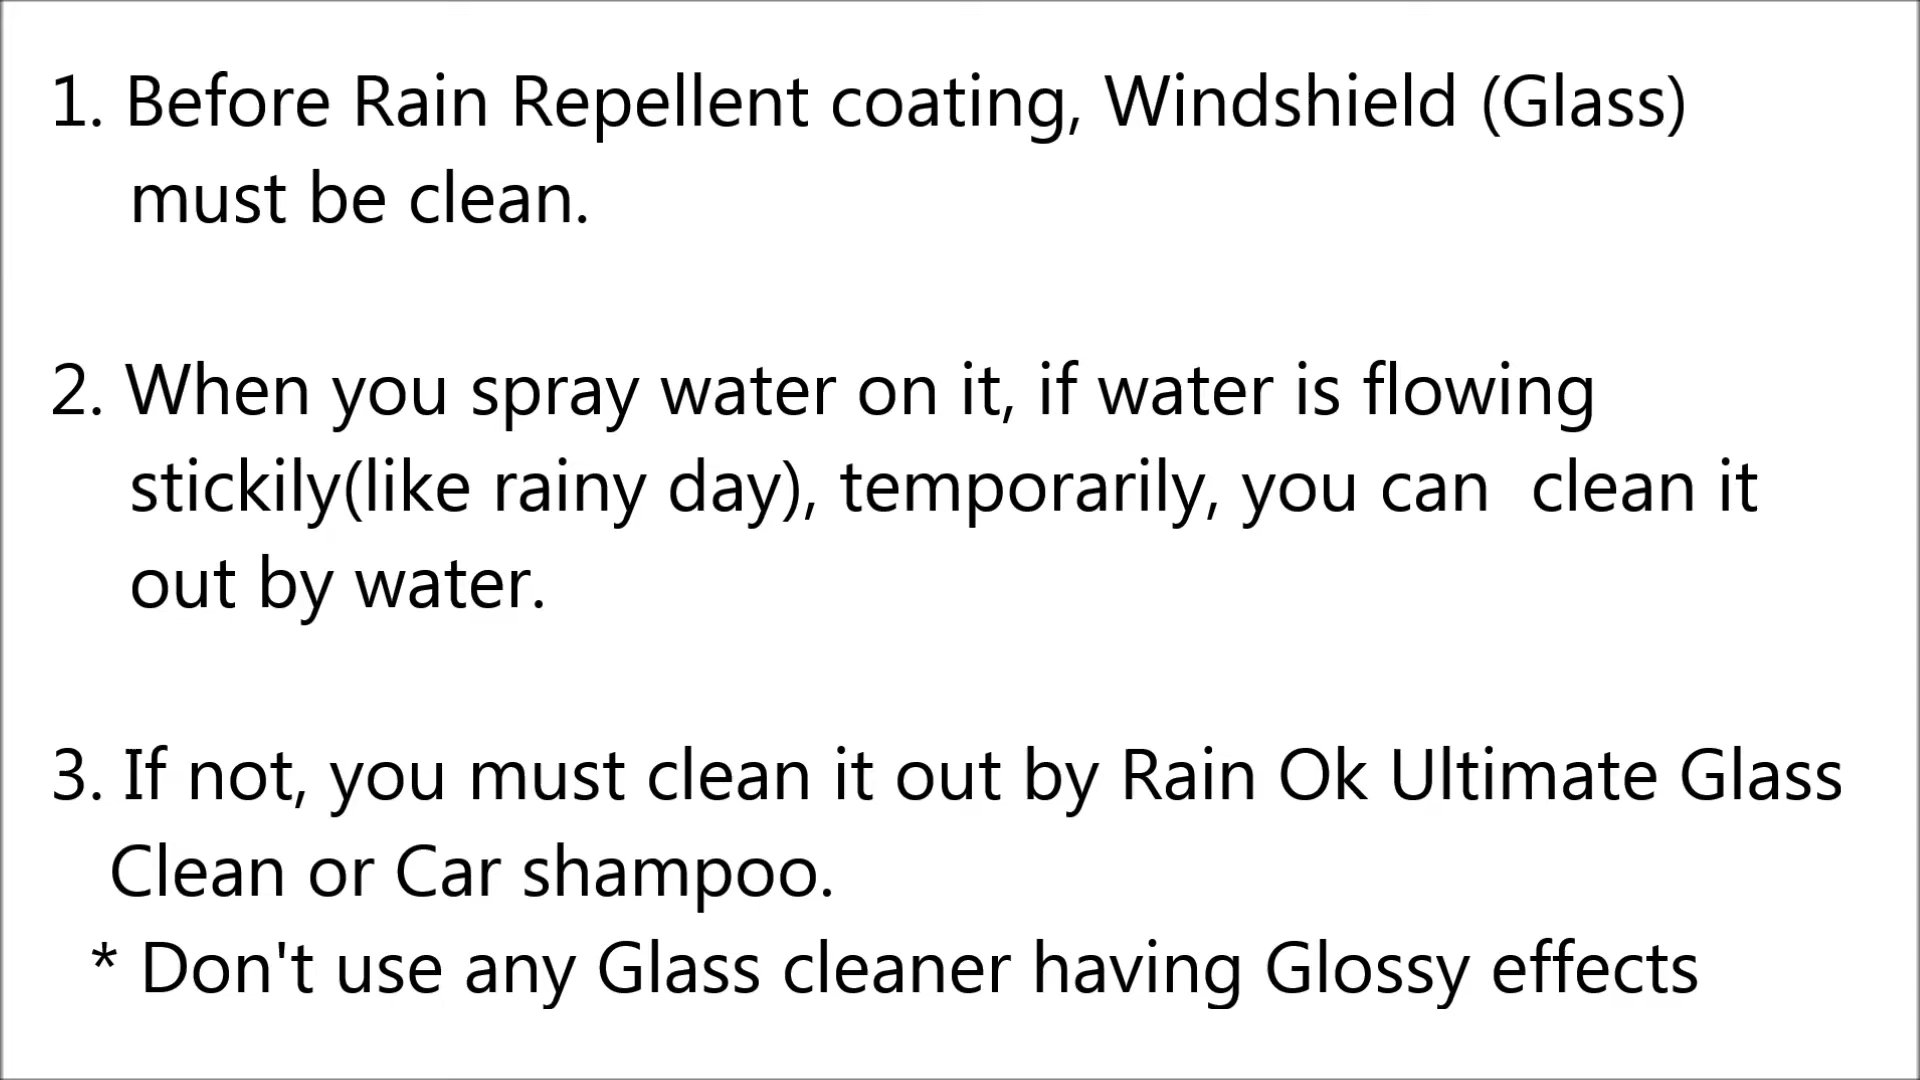 1. Before Rain Repellent coating, Windshield (Glass)
must be clean.
2. When you spray water on it, if water is flowing
stickily(like rainy day), temporarily, you can  clean it
out by water.
3. If not, you must clean it out by Rain Ok Ultimate Glass
Clean or Car shampoo.
* Don't use any Glass cleaner having Glossy effects